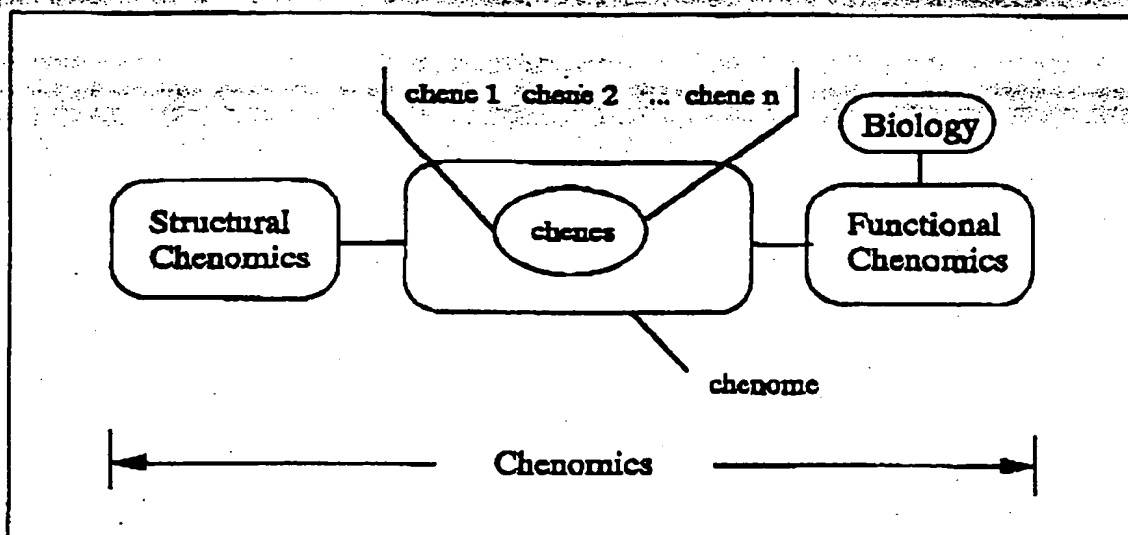 chene 1 chene 2 ... chene n
Biology
Structural
Chenomics
chenes
Functional
Chenomics
chenome
Chenomics